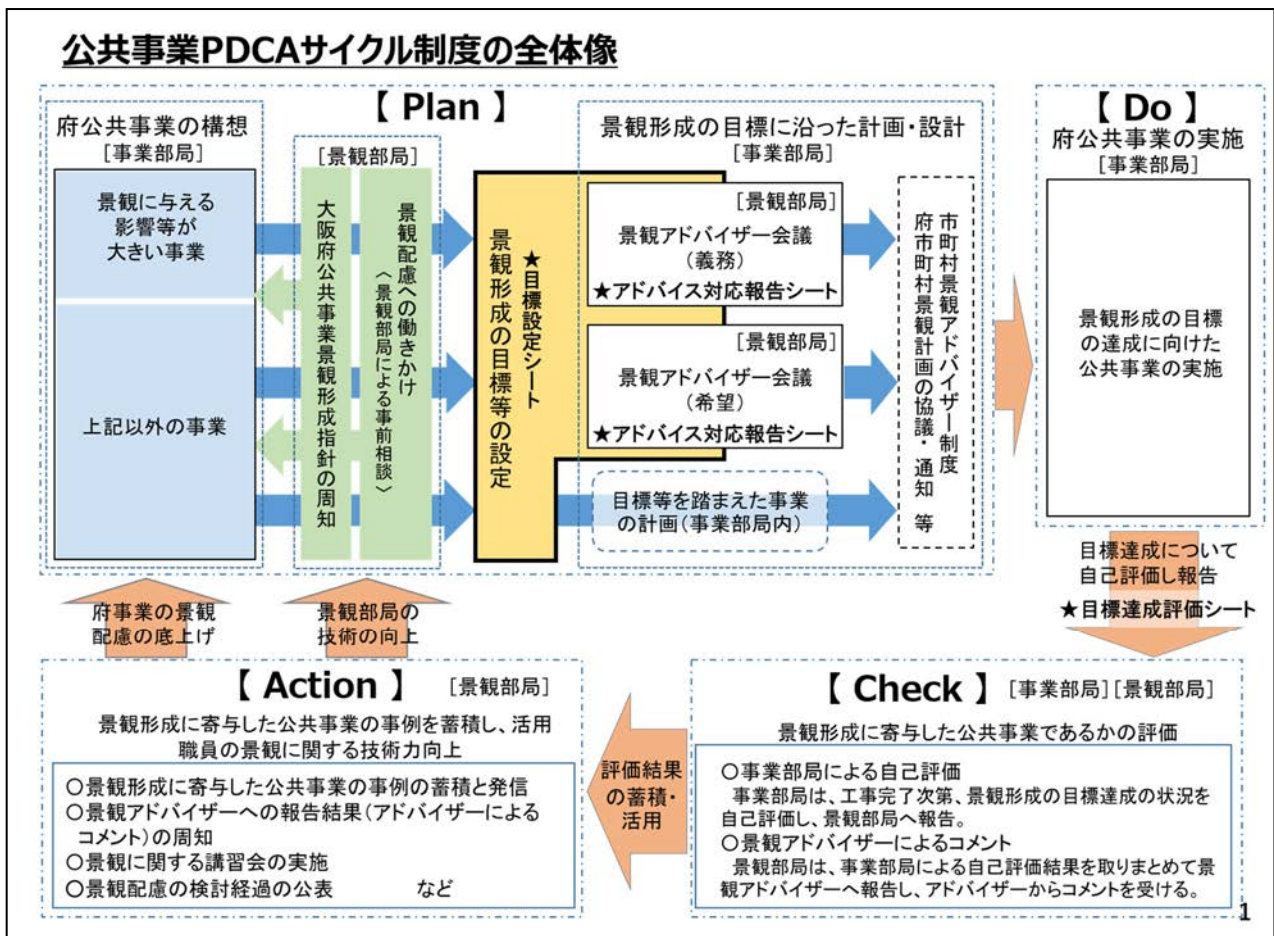 公共事業PDCAサイクル制度の全体像
【 Plan 】
府公共事業の構想
[事業部局]
景観に与える
影響等が
大きい事業
上記以外の事業
[景観部局]
大阪府公共事業景観形成指針の周知
景観配慮への働きかけ
〈景観部局による事前相談〉
★目標設定シート
景観形成の目標等の設定
景観形成の目標に沿った計画・設計
[事業部局]
[景観部局]
景観アドバイザー会議
(義務)
★アドバイス対応報告シート
[景観部局]
景観アドバイザー会議
(希望)
★アドバイス対応報告シート
目標等を踏まえた事業
の計画(事業部局内)
市町村景観アドバイザー制度
府市町村景観計画の協議・通知 等
【 Do 】
府公共事業の実施
[事業部局]
景観形成の目標
の達成に向けた
公共事業の実施
目標達成について
自己評価し報告
★目標達成評価シート
【 Check 】 [事業部局][景観部局]
景観形成に寄与した公共事業であるかの評価
○事業部局による自己評価
事業部局は、工事完了次第、景観形成の目標達成の状況を
自己評価し、景観部局へ報告。
○景観アドバイザーによるコメント
景観部局は、事業部局による自己評価結果を取りまとめて景
観アドバイザーへ報告し、アドバイザーからコメントを受ける。
評価結果
の蓄積・
活用
【 Action 】 [景観部局]
景観形成に寄与した公共事業の事例を蓄積し、活用
職員の景観に関する技術力向上
○景観形成に寄与した公共事業の事例の蓄積と発信
○景観アドバイザーへの報告結果(アドバイザーによる
コメント)の周知
○景観に関する講習会の実施
○景観配慮の検討経過の公表 など
府事業の景観
配慮の底上げ
景観部局の
技術の向上
1